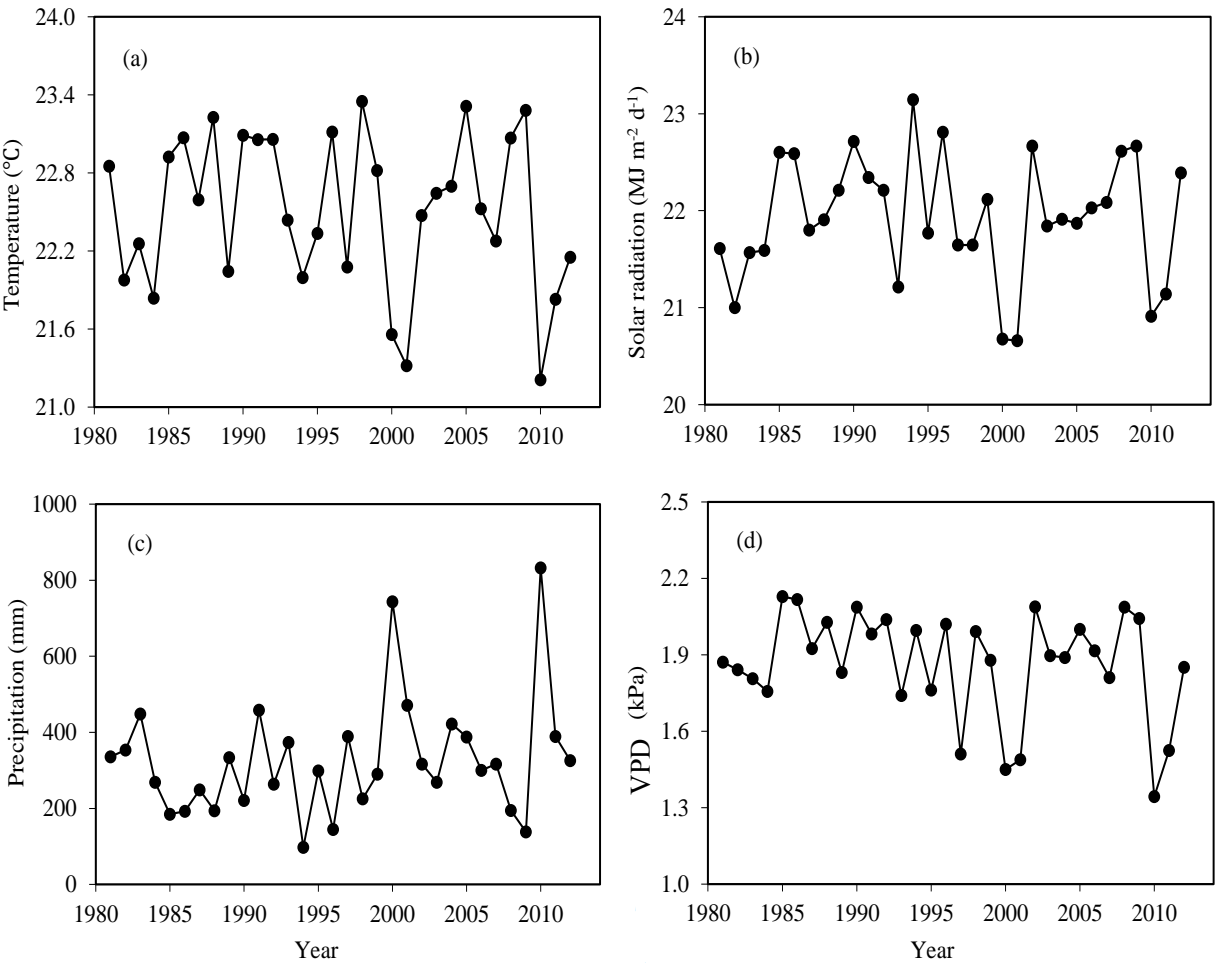 (a)
Temperature (°C)
24.0
23.4
22.8
22.2
21.6
21.0
1980 1985 1990 1995 2000 2005 2010
(b)
Solar radiation (MJ m-2 d-1)
24
23
22
21
20
1980 1985 1990 1995 2000 2005 2010
(c)
Precipitation (mm)
1000
800
600
400
200
0
1980 1985 1990 1995 2000 2005 2010
Year
(d)
VPD (kPa)
2.5
2.2
1.9
1.6
1.3
1.0
1980 1985 1990 1995 2000 2005 2010
Year